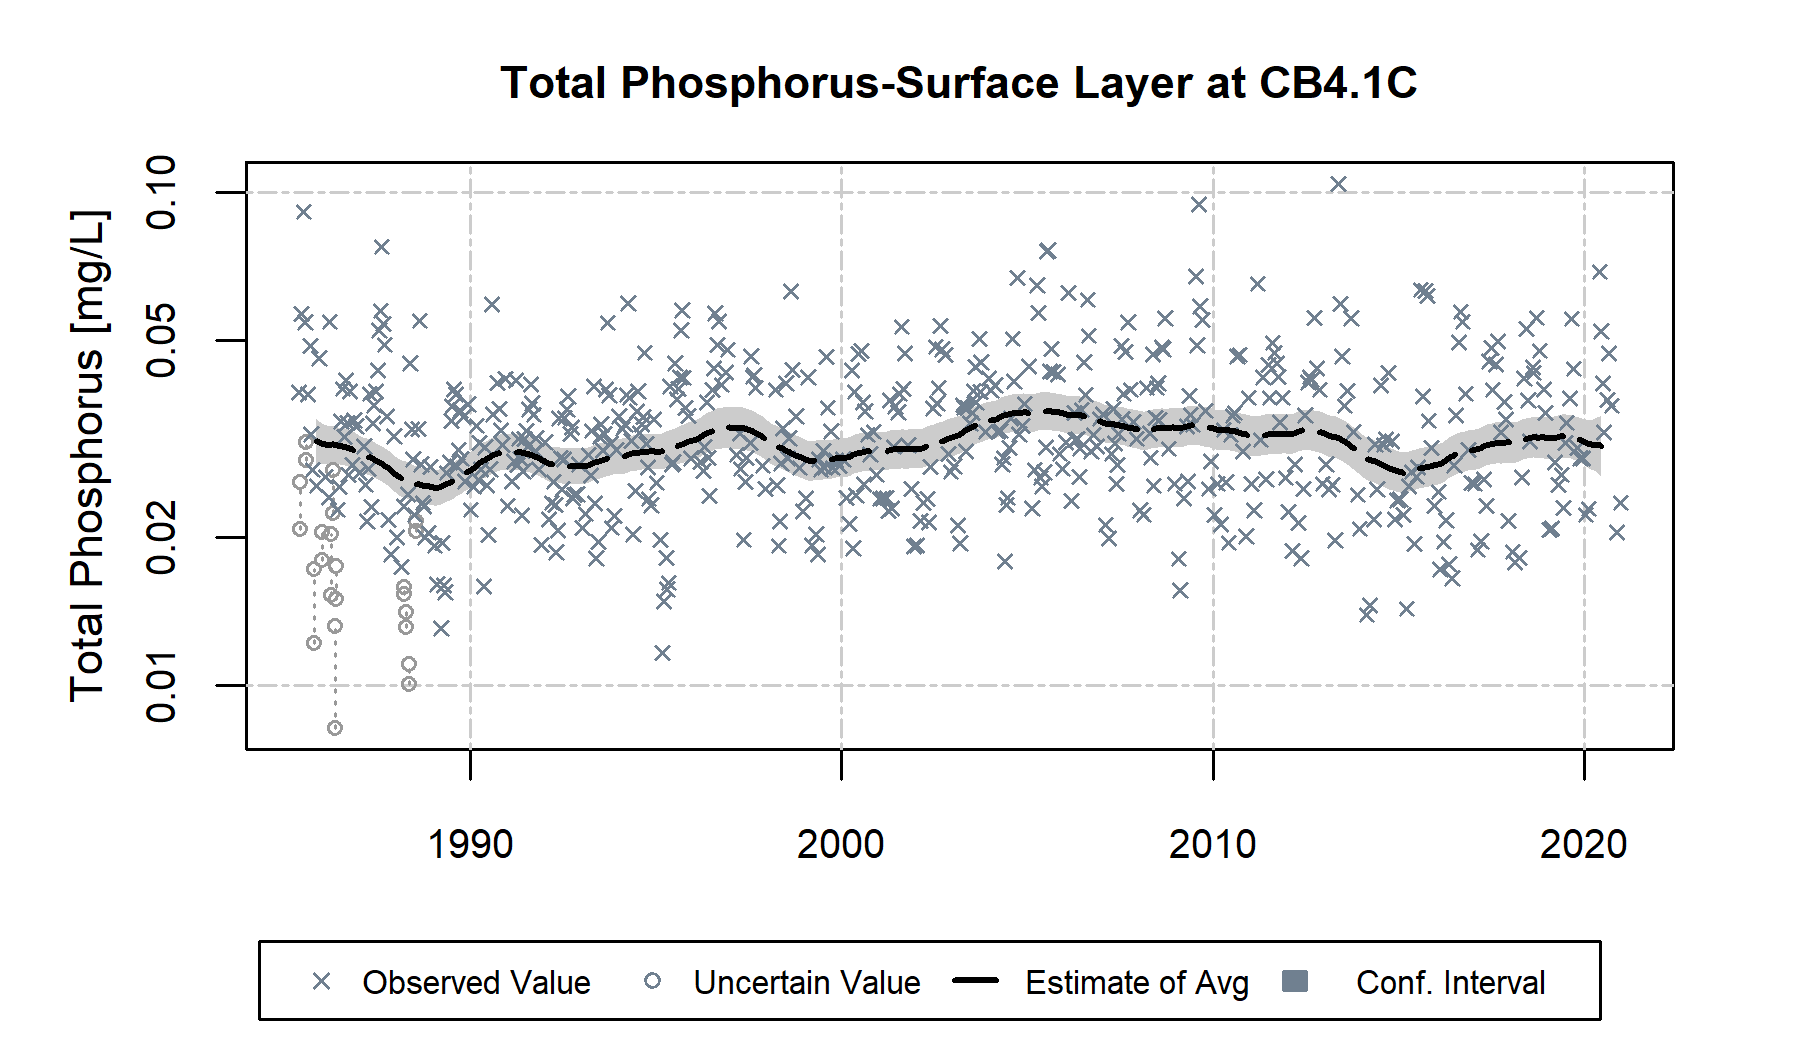 Total Phosphorus-Surface Layer at CB4.1C
Total Phosphorus [mg/L]
0.10
0.05
0.02
0.01
1990 2000 2010 2020
Observed Value Uncertain Value Estimate of Avg Conf. Interval